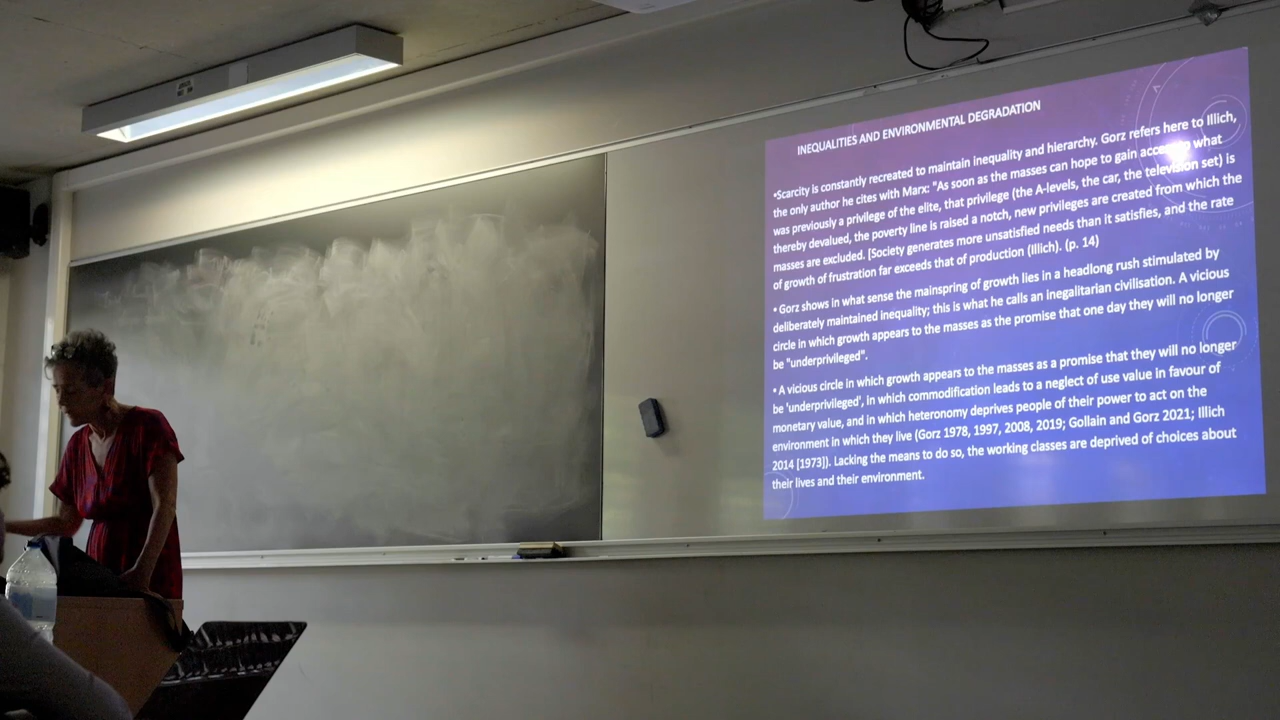 INEQUALITIES AND ENVIRONMENTAL DEGRADATION
•Scarcity is constantly recreated to maintain inequality and hierarchy. Gorz refers here to Illich,
the only author he cites with Marx: "As soon as the masses can hope to gain access to what
was previously a privilege of the elite, that privilege (the A-levels, the car, the television set) is
thereby devalued, the poverty line is raised a notch, new privileges are created from which the
masses are excluded. [Society generates more unsatisfied needs than it satisfies, and the rate
of growth of frustration far exceeds that of production (Illich). (p. 14)
• Gorz shows in what sense the mainspring of growth lies in a headlong rush stimulated by
deliberately maintained inequality; this is what he calls an inegalitarian civilisation. A vicious
circle in which growth appears to the masses as the promise that one day they will no longer
be "underprivileged".
• A vicious circle in which growth appears to the masses as a promise that they will no longer
be 'underprivileged', in which commodification leads to a neglect of use value in favour of
monetary value, and in which heteronomy deprives people of their power to act on the
environment in which they live (Gorz 1978, 1997, 2008, 2019; Gollain and Gorz 2021; Illich
2014 [1973]). Lacking the means to do so, the working classes are deprived of choices about
their lives and their environment.